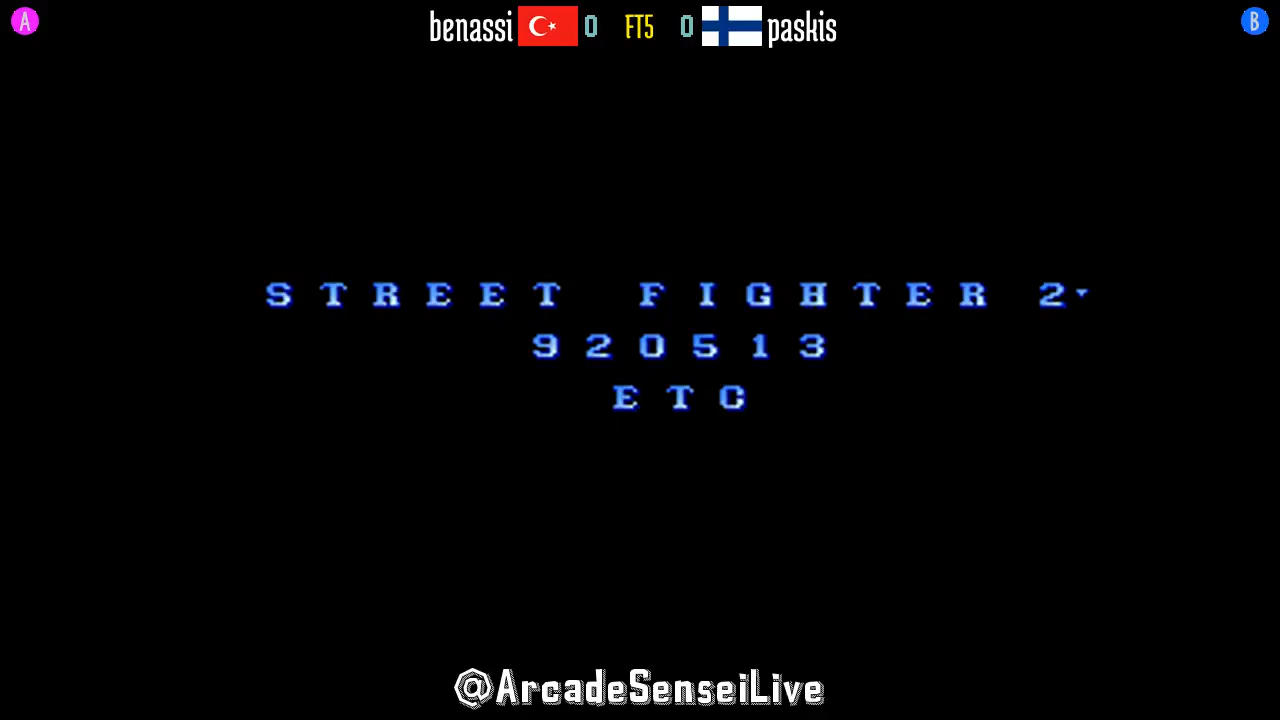 A
benassi 0 FT5 0 paskis
B
STREET FIGHTER 2'
920513
ETC
@ArcadeSenseiLive